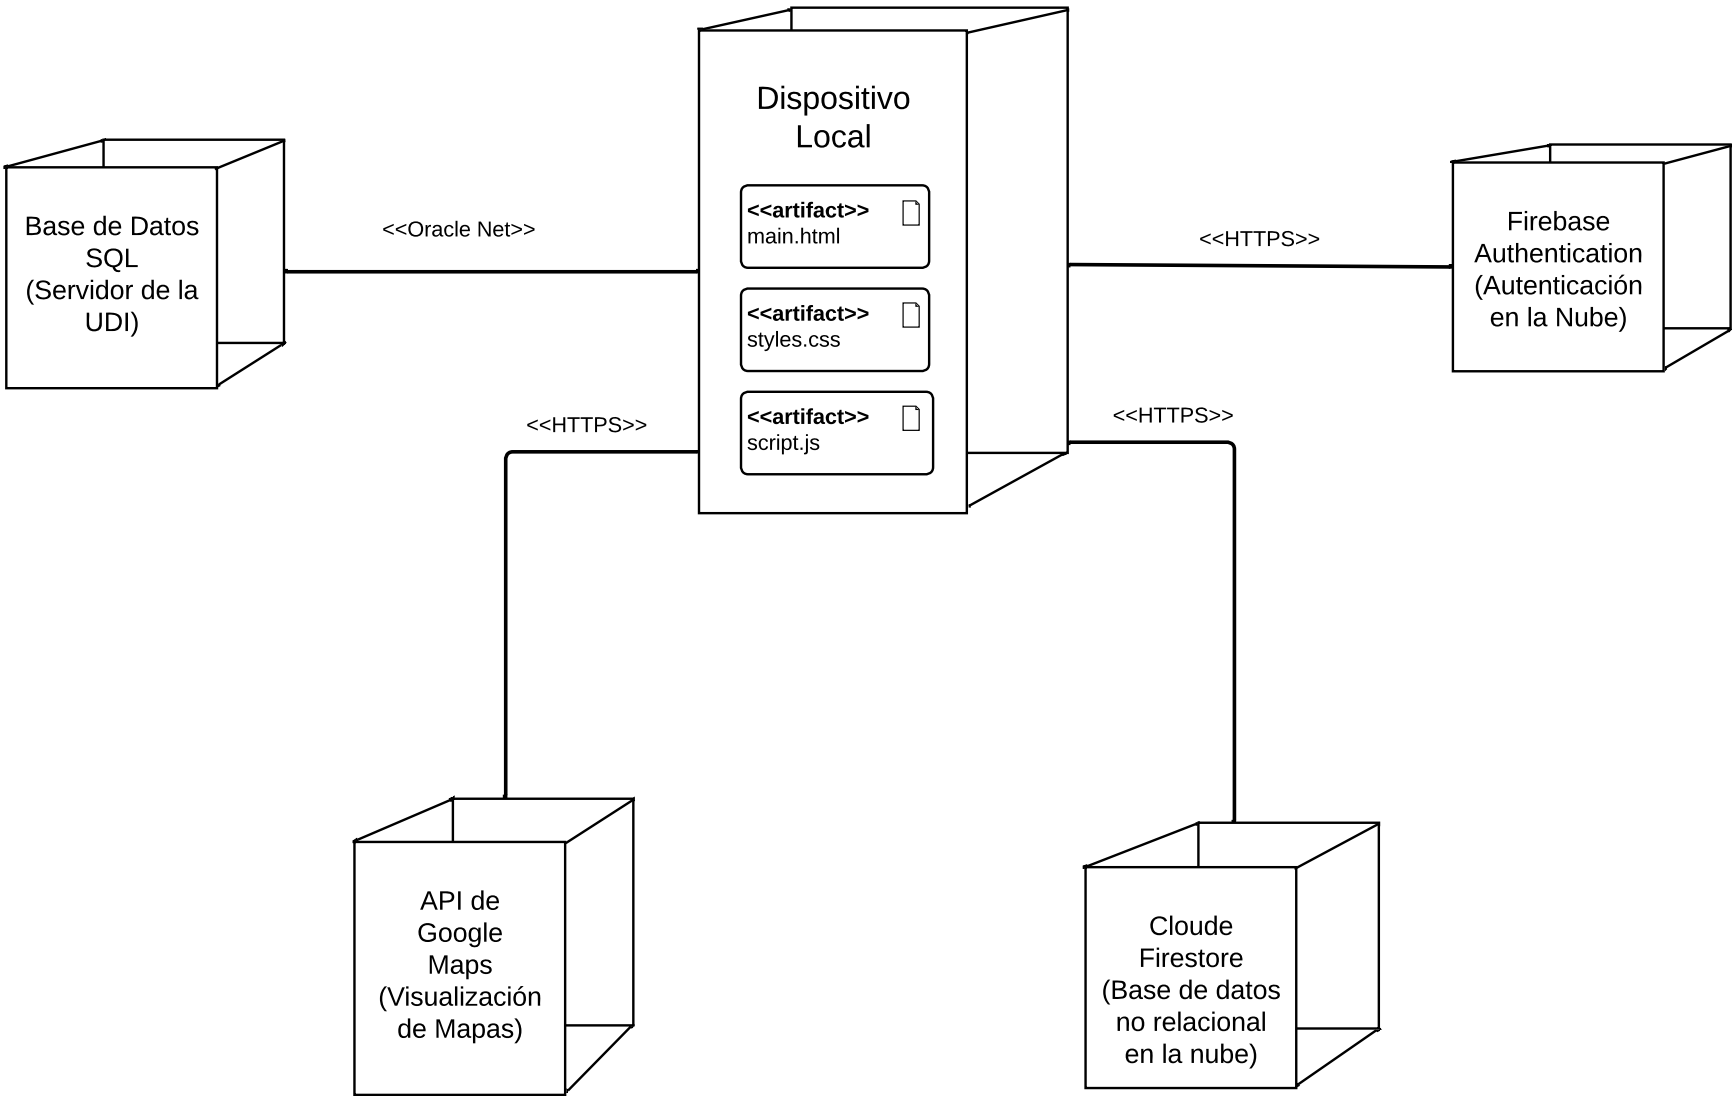 Dispositivo
Local
<<artifact>>
main.html
<<artifact>>
styles.css
<<artifact>>
script.js
Base de Datos
SQL
(Servidor de la
UDI)
<<Oracle Net>>
<<HTTPS>>
Firebase
Authentication
(Autenticación
en la Nube)
<<HTTPS>>
<<HTTPS>>
API de
Google
Maps
(Visualización
de Mapas)
Cloude
Firestore
(Base de datos
no relacional
en la nube)